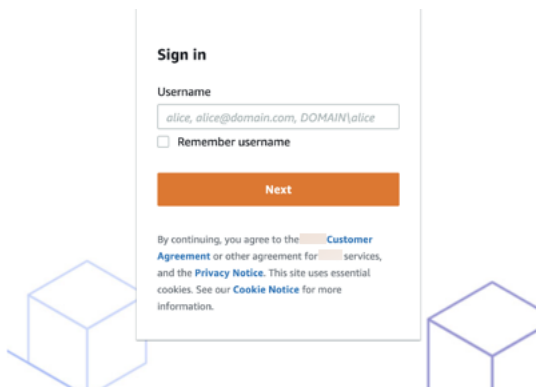 Sign in
Username
alice, alice@domain.com, DOMAIN\alice
Remember username
Next
By continuing, you agree to the Customer
Agreement or other agreement for services,
and the Privacy Notice. This site uses essential
cookies. See our Cookie Notice for more
information.